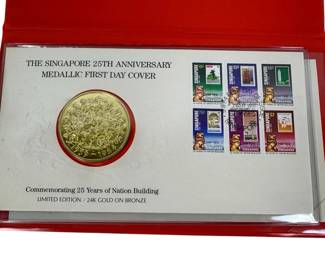 THE SINGAPORE 25TH ANNIVERSARY
MEDALLIC FIRST DAY COVER
Commemorating 25 Years of Nation Building
LIMITED EDITION / 24K GOLD ON BRONZE